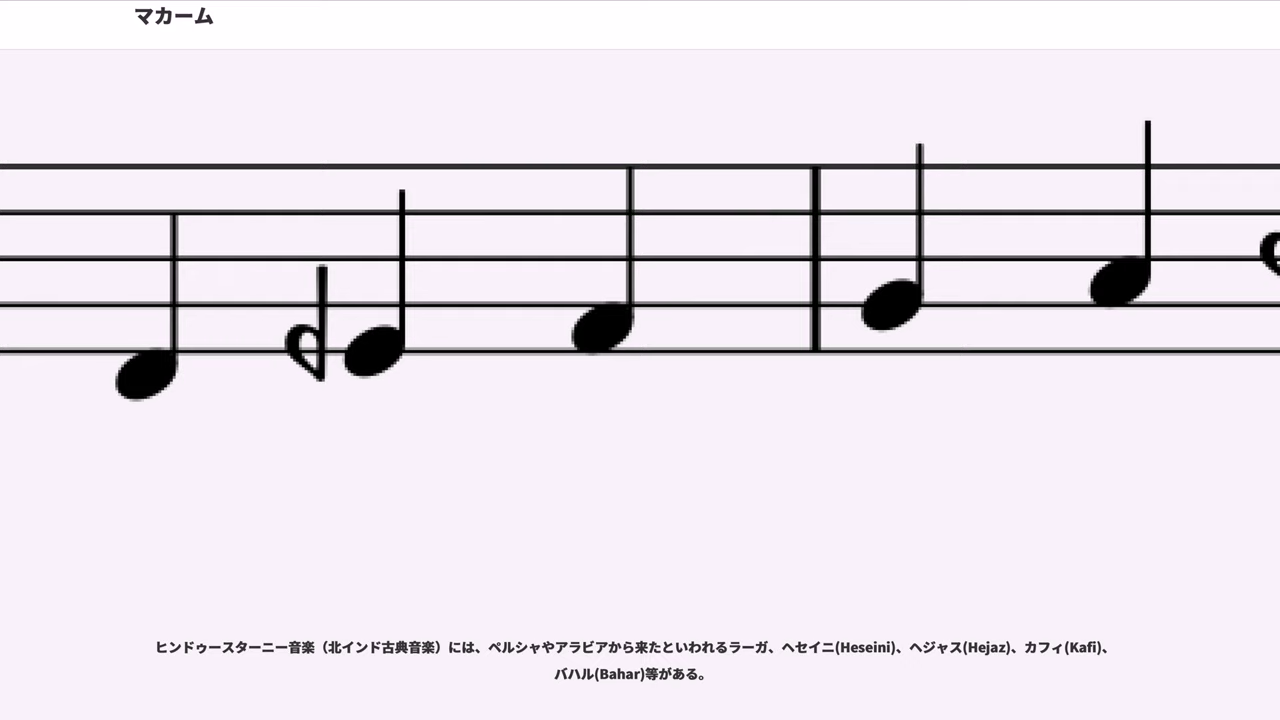 マカーム
ヒンドゥースターニー音楽（北インド古典音楽）には、ペルシャやアラビアから来たといわれるラーガ、ヘセイニ(Heseini)、ヘジャス(Hejaz)、カフィ(Kafi)、
バハル(Bahar)等がある。